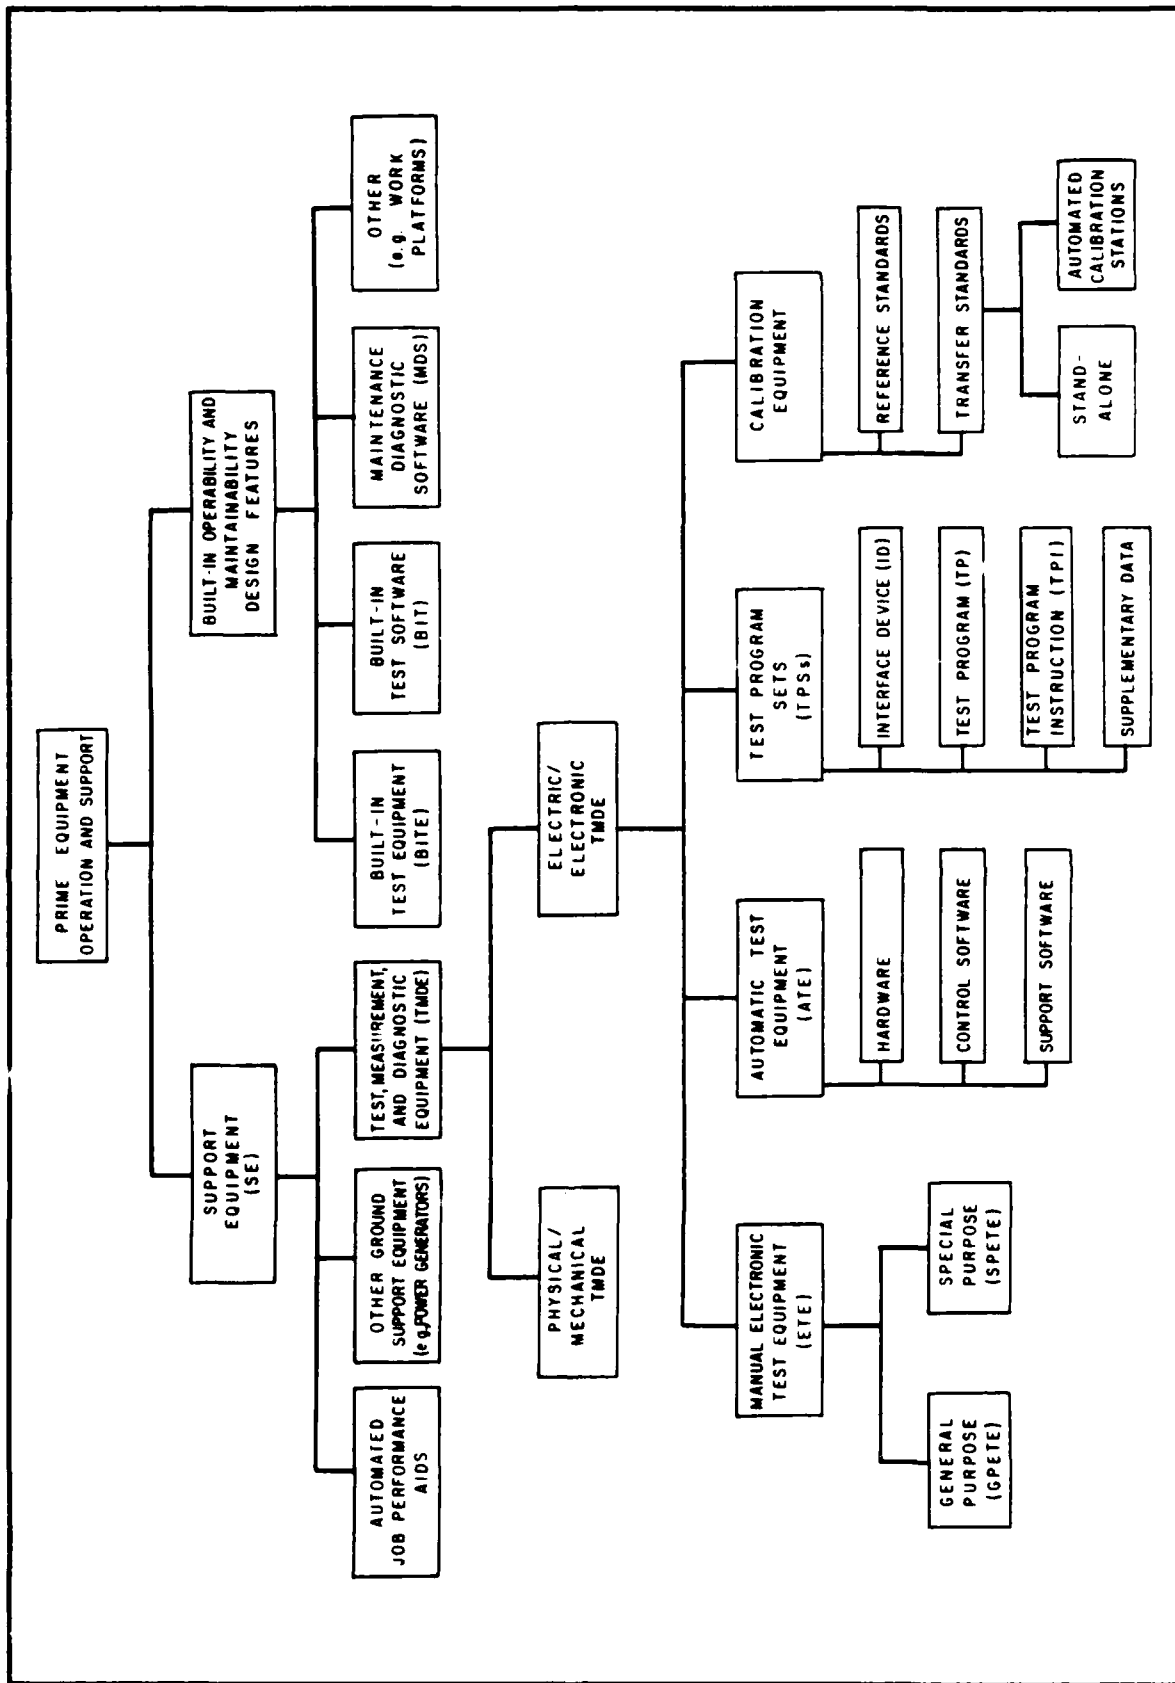 PRIME EQUIPMENT
OPERATION AND SUPPORT
SUPPORT
EQUIPMENT
(SE)
BUILT-IN OPERABILITY AND
MAINTAINABILITY
DESIGN FEATURES
AUTOMATED
JOB PERFORMANCE
AIDS
OTHER GROUND
SUPPORT EQUIPMENT
(e.g., POWER GENERATORS)
TEST, MEASUREMENT,
AND DIAGNOSTIC
EQUIPMENT (TMDE)
BUILT-IN
TEST EQUIPMENT
(BITE)
BUILT-IN
TEST SOFTWARE
(BIT)
MAINTENANCE
DIAGNOSTIC
SOFTWARE (MDS)
OTHER
(e.g. WORK
PLATFORMS)
PHYSICAL/
MECHANICAL
TMDE
ELECTRIC/
ELECTRONIC
TMDE
MANUAL ELECTRONIC
TEST EQUIPMENT
(ETE)
AUTOMATIC TEST
EQUIPMENT
(ATE)
TEST PROGRAM
SETS
(TPSs)
CALIBRATION
EQUIPMENT
GENERAL
PURPOSE
(GPETE)
SPECIAL
PURPOSE
(SPETE)
HARDWARE
CONTROL SOFTWARE
SUPPORT SOFTWARE
INTERFACE DEVICE (ID)
TEST PROGRAM (TP)
TEST PROGRAM
INSTRUCTION (TPI)
SUPPLEMENTARY DATA
REFERENCE STANDARDS
TRANSFER STANDARDS
STAND-
ALONE
AUTOMATED
CALIBRATION
STATIONS